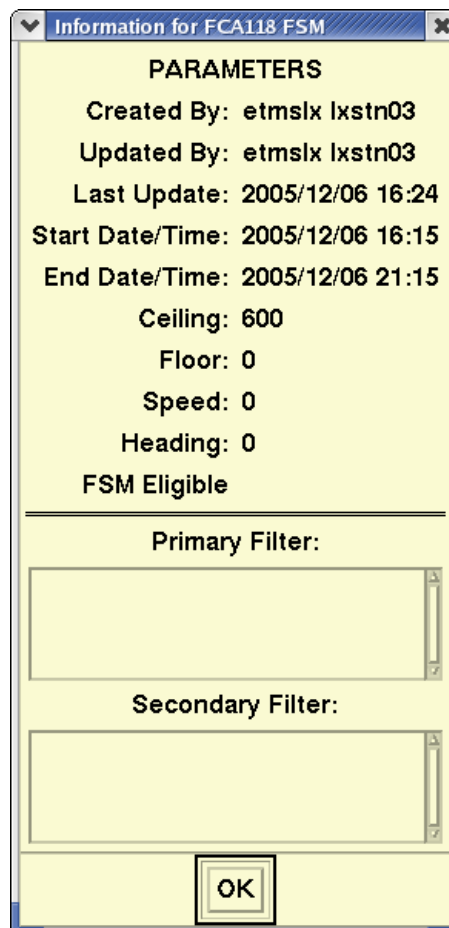 Information for FCA118 FSM
PARAMETERS
Created By: etmslx lxstn03
Updated By: etmslx lxstn03
Last Update: 2005/12/06 16:24
Start Date/Time: 2005/12/06 16:15
End Date/Time: 2005/12/06 21:15
Ceiling: 600
Floor: 0
Speed: 0
Heading: 0
FSM Eligible
Primary Filter:
Secondary Filter:
OK